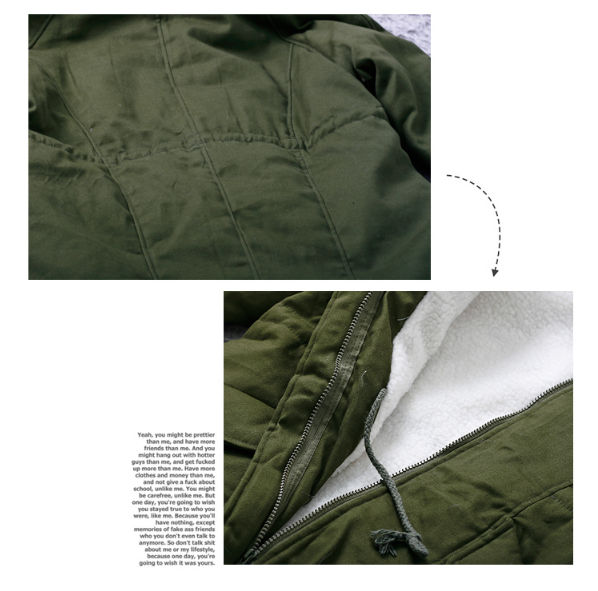 Yeah, you might be prettier
than me, and have more
friends than me. And you
might hang out with hotter
guys than me, and get fucked
up more than me. Have more
clothes and money than me,
and not give a fuck about
school, unlike me. You might
be carefree, unlike me. But
one day, you're going to wish
you stayed true to who you
were, like me. Because you'll
have nothing, except
memories of fake ass friends
who you don't even talk to
anymore. So don't talk shit
about me or my lifestyle,
because one day, you're
going to wish it was yours.